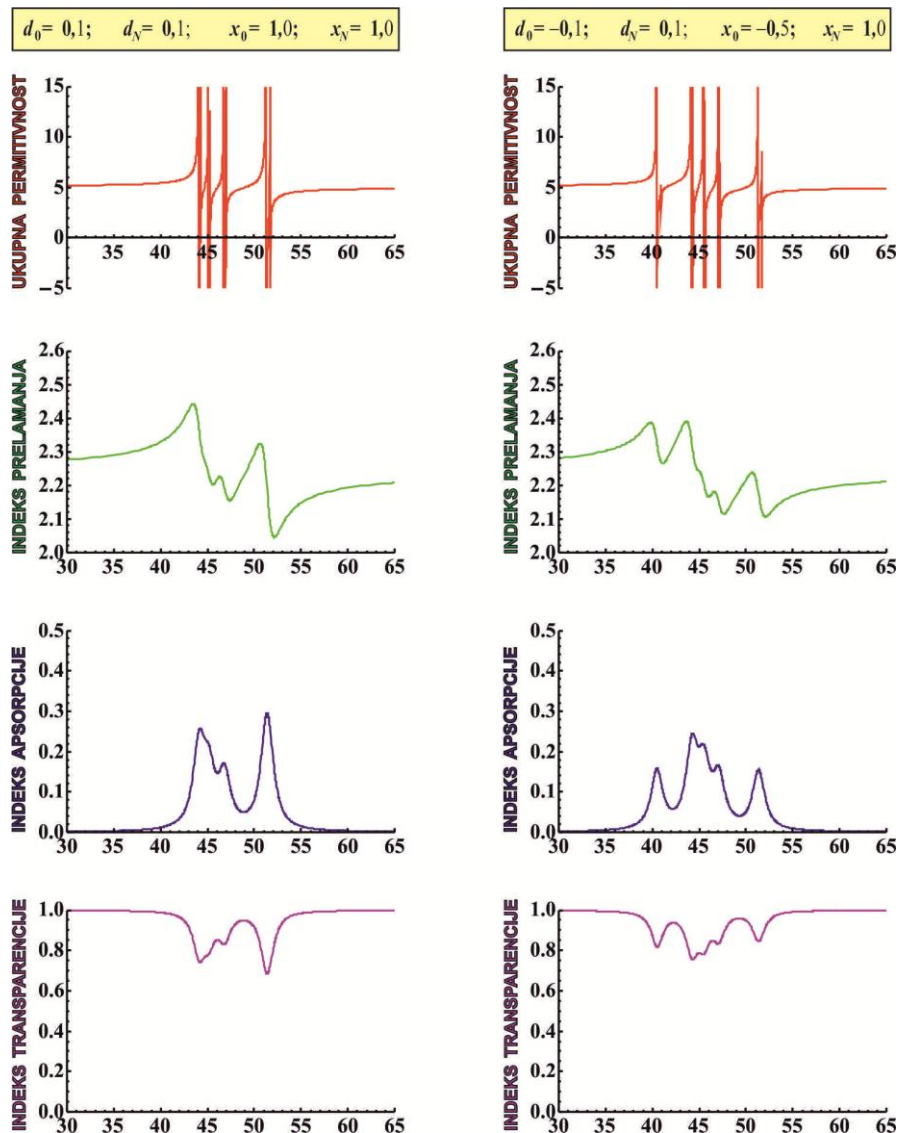 d0= 0,1; dN= 0,1; x0= 1,0; xN= 1,0
d0= −0,1; dN= 0,1; x0= −0,5; xN= 1,0
UKUPNA PERMITIVNOST
15
10
5
0
−5
35 40 45 50 55 60 65
UKUPNA PERMITIVNOST
15
10
5
0
−5
35 40 45 50 55 60 65
INDEKS PRELAMANJA
2.6
2.5
2.4
2.3
2.2
2.1
2.0
30 35 40 45 50 55 60 65
INDEKS PRELAMANJA
2.6
2.5
2.4
2.3
2.2
2.1
2.0
30 35 40 45 50 55 60 65
INDEKS APSORPCIJE
0.5
0.4
0.3
0.2
0.1
0.0
30 35 40 45 50 55 60 65
INDEKS APSORPCIJE
0.5
0.4
0.3
0.2
0.1
0.0
30 35 40 45 50 55 60 65
INDEKS TRANSPARENCIJE
1.0
0.8
0.6
0.4
0.2
0.0
30 35 40 45 50 55 60 65
INDEKS TRANSPARENCIJE
1.0
0.8
0.6
0.4
0.2
0.0
30 35 40 45 50 55 60 65